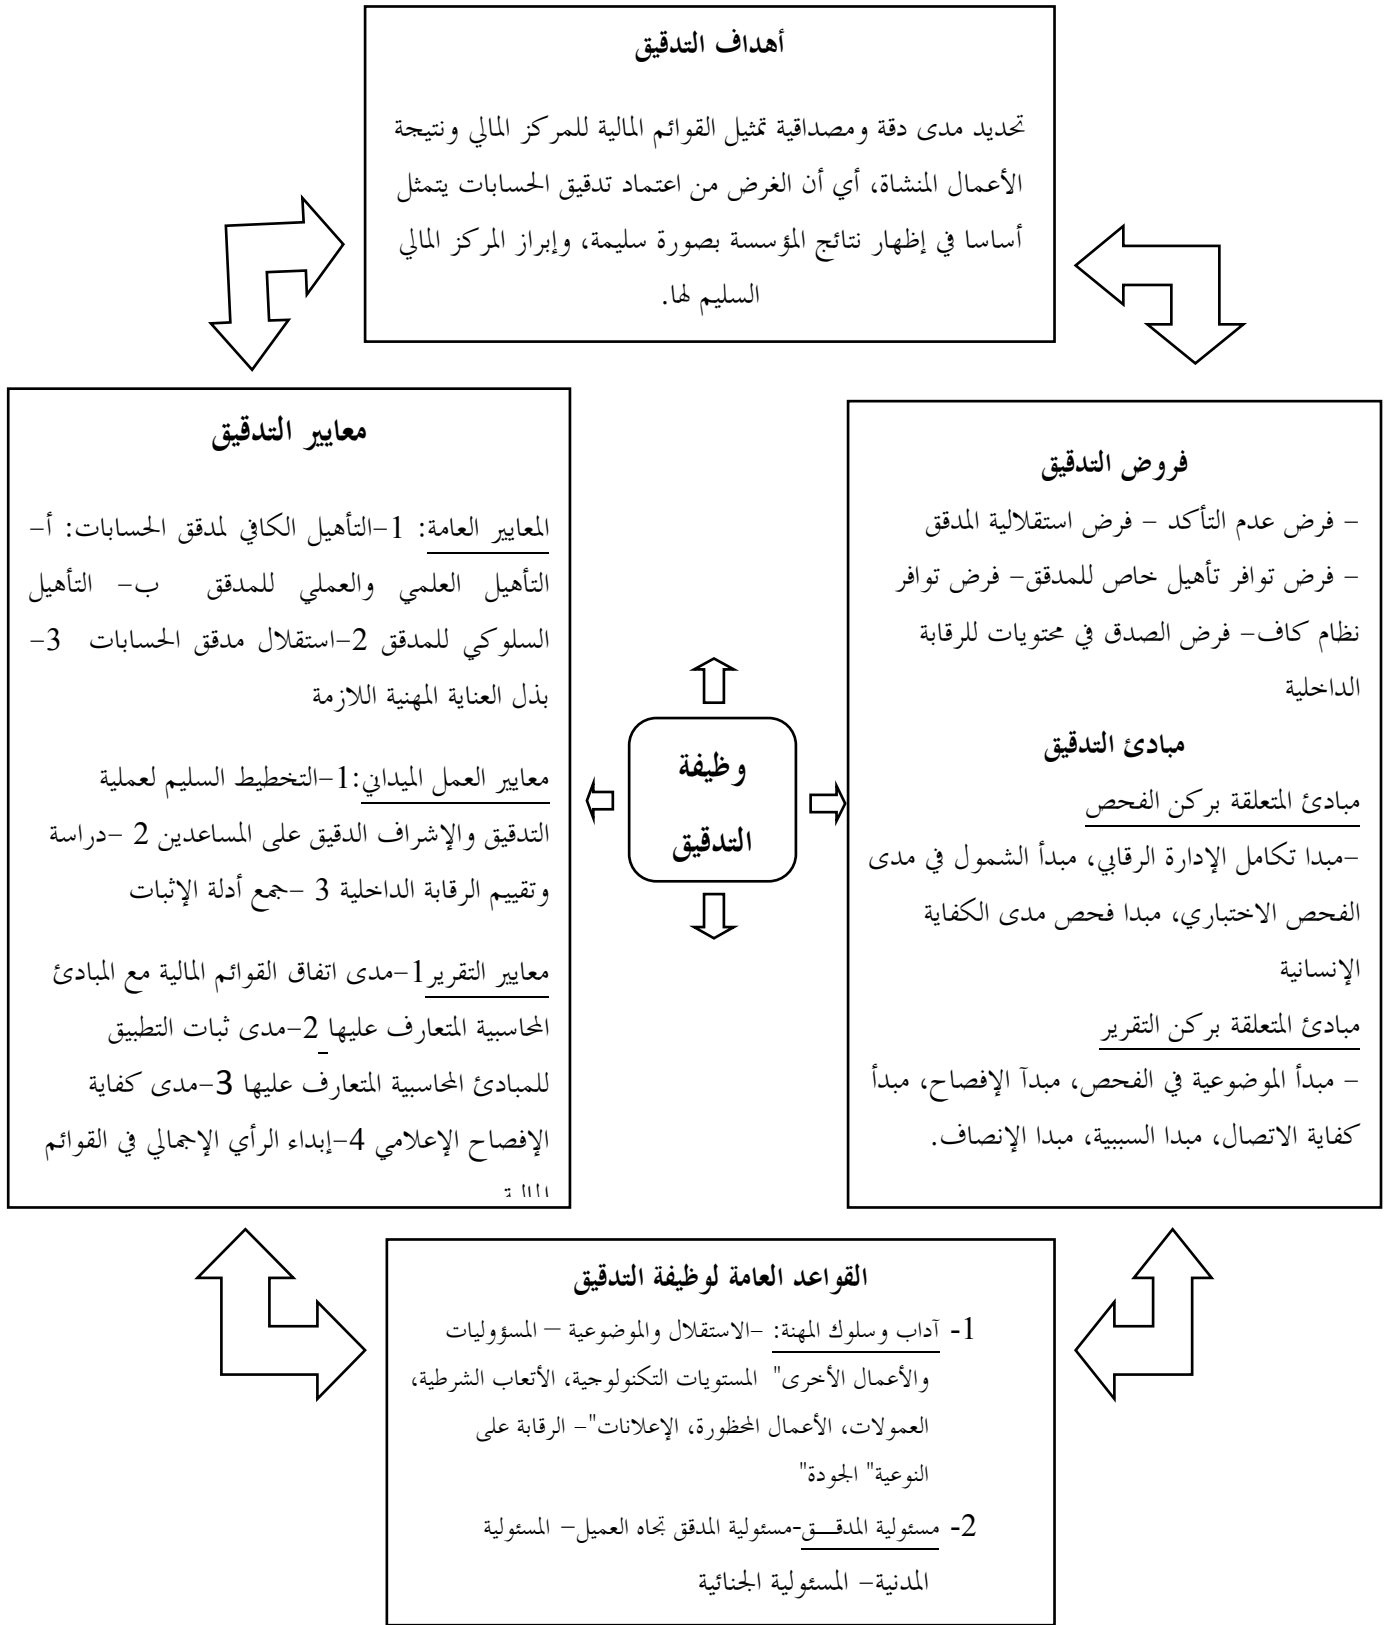 أهداف التدقيق
تحديد مدى دقة ومصداقية تمثيل القوائم المالية للمركز المالي ونتيجة
الأعمال المنشاة، أي أن الغرض من اعتماد تدقيق الحسابات يتمثل
أساسا في إظهار نتائج المؤسسة بصورة سليمة، وإبراز المركز المالي
السليم لها.
فروض التدقيق
– فرض عدم التأكد – فرض استقلالية المدقق
– فرض توافر تأهيل خاص للمدقق– فرض توافر
نظام كاف– فرض الصدق في محتويات للرقابة
الداخلية
مبادئ التدقيق
مبادئ المتعلقة بركن الفحص
–مبدا تكامل الإدارة الرقابي، مبدأ الشمول في مدى
الفحص الاختباري، مبدا فحص مدى الكفاية
الإنسانية
مبادئ المتعلقة بركن التقرير
– مبدأ الموضوعية في الفحص، مبدآ الإفصاح، مبدأ
كفاية الاتصال، مبدا السببية، مبدا الإنصاف.
وظيفة
التدقيق
معايير التدقيق
المعايير العامة: 1–التأهيل الكافي لمدقق الحسابات: أ–
التأهيل العلمي والعملي للمدقق ب– التأهيل
السلوكي للمدقق 2–استقلال مدقق الحسابات 3–
بذل العناية المهنية اللازمة
معايير العمل الميداني:1–التخطيط السليم لعملية
التدقيق والإشراف الدقيق على المساعدين 2 –دراسة
وتقييم الرقابة الداخلية 3 –جمع أدلة الإثبات
معايير التقرير1–مدى اتفاق القوائم المالية مع المبادئ
المحاسبية المتعارف عليها 2–مدى ثبات التطبيق
للمبادئ المحاسبية المتعارف عليها 3–مدى كفاية
الإفصاح الإعلامي 4–إبداء الرأي الإجمالي في القوائم
المالية
القواعد العامة لوظيفة التدقيق
1- آداب وسلوك المهنة: –الاستقلال والموضوعية – المسؤوليات
والأعمال الأخرى" المستويات التكنولوجية، الأتعاب الشرطية،
العمولات، الأعمال المحظورة، الإعلانات"– الرقابة على
النوعية" الجودة"
2- مسئولية المدقــــق-مسئولية المدقق تجاه العميل– المسئولية
المدنية– المسئولية الجنائية